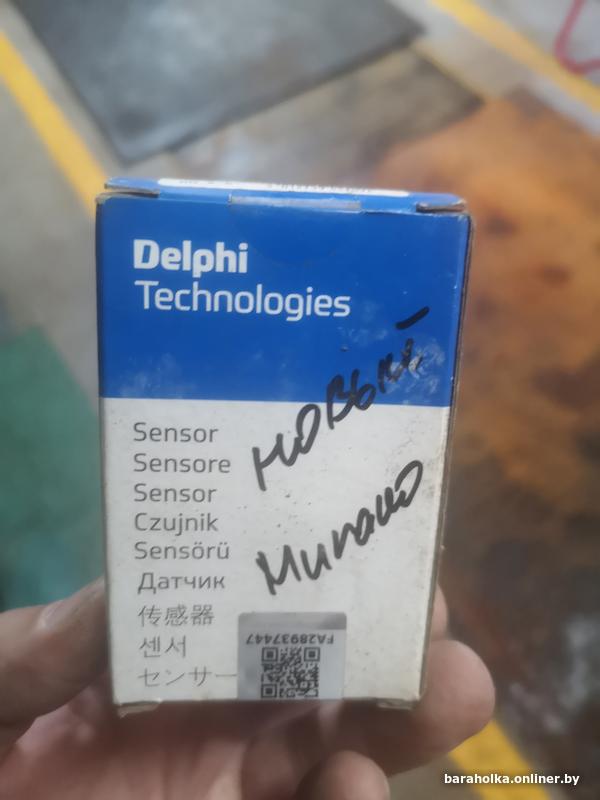 Delphi
Technologies
новый
Sensor
Sensore
Sensor
Czujnik
Sensörü
Датчик
传感器
센서
センサー
Мурано
FA28937447
baraholka.onliner.by